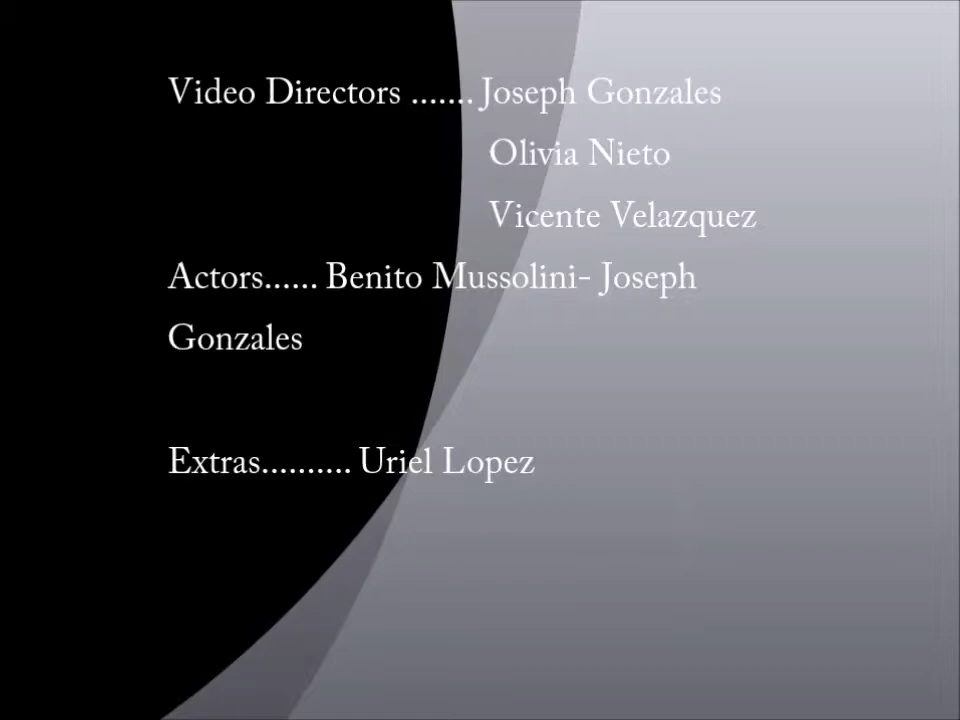 Video Directors ....... Joseph Gonzales
Olivia Nieto
Vicente Velazquez
Actors...... Benito Mussolini- Joseph
Gonzales
Extras.......... Uriel Lopez